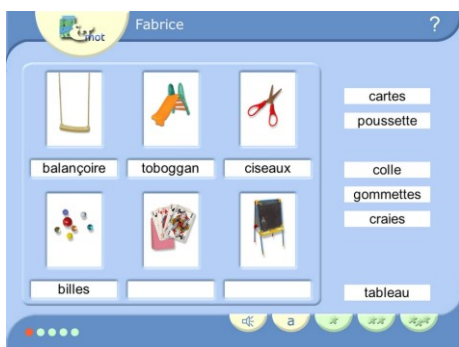 Fabrice
?
balançoire
toboggan
ciseaux
billes
cartes
poussette
colle
gommettes
craies
tableau
a